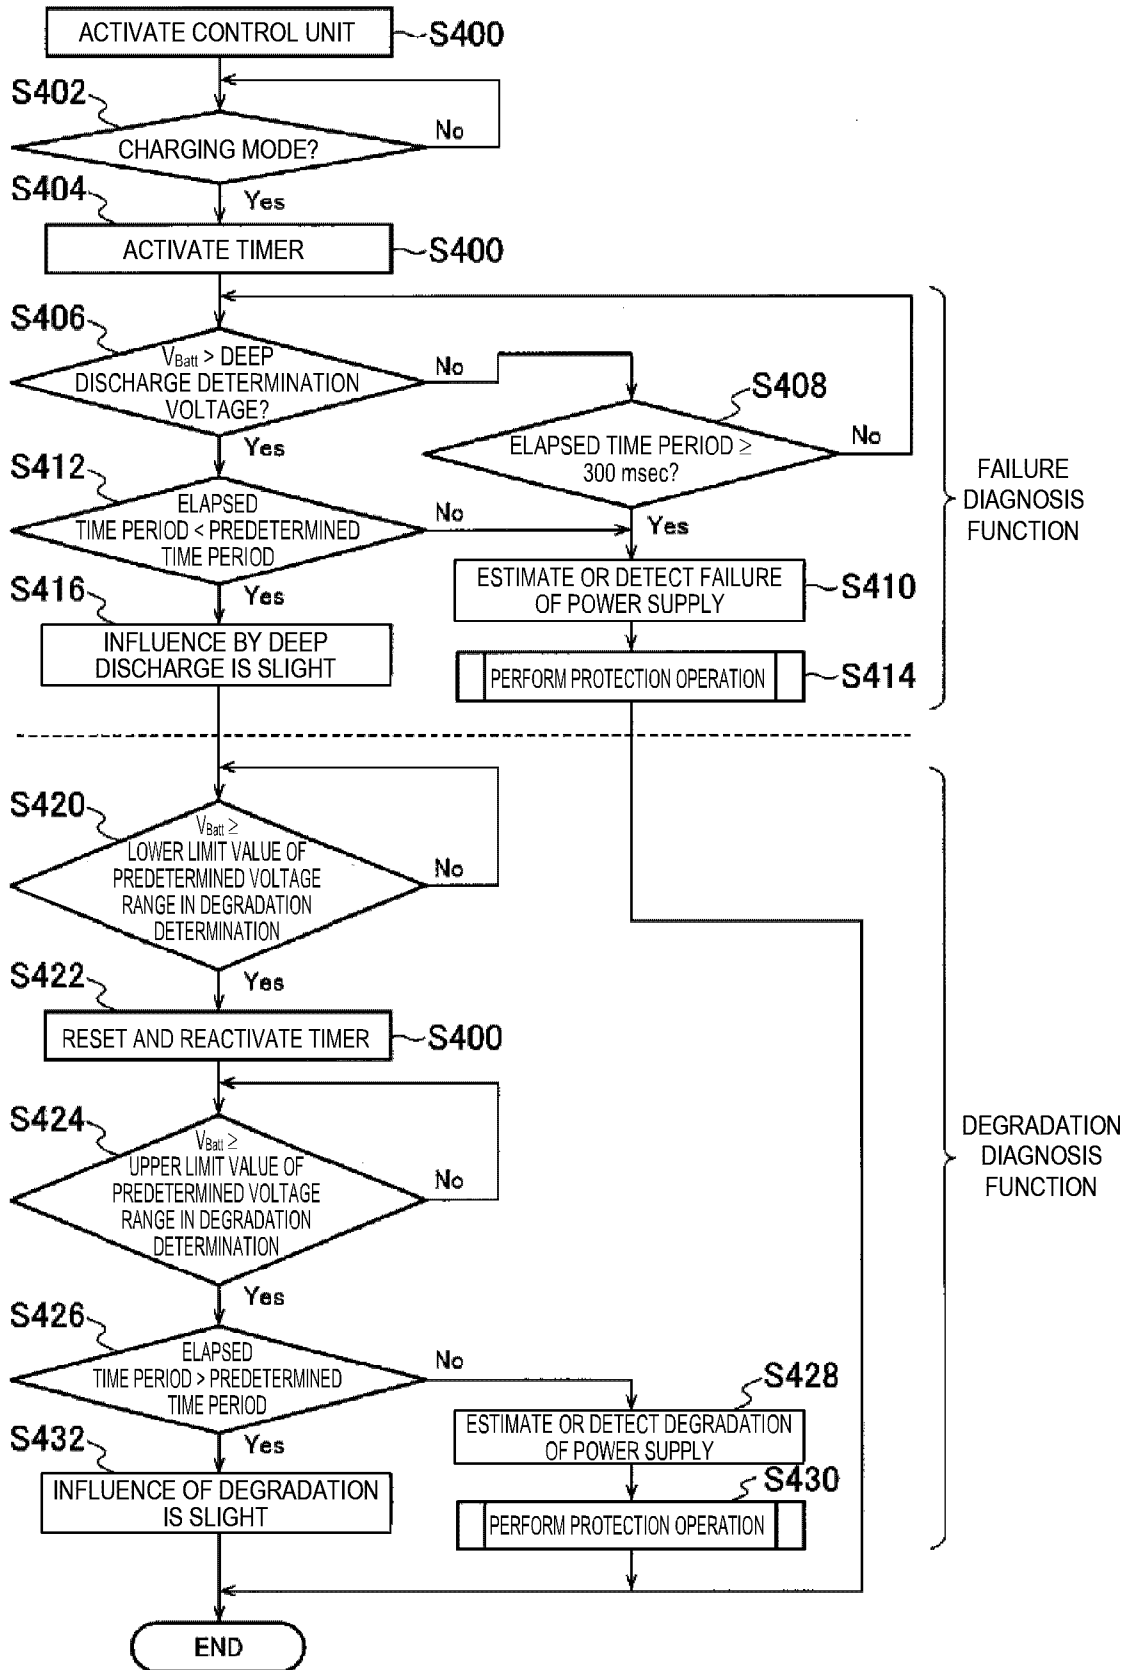 ACTIVATE CONTROL UNIT
S400
S402
CHARGING MODE?
No
Yes
S404
ACTIVATE TIMER
S400
S406
VBatt > DEEP
DISCHARGE DETERMINATION
VOLTAGE?
No
Yes
S408
ELAPSED TIME PERIOD ≥
300 msec?
No
Yes
S412
ELAPSED
TIME PERIOD < PREDETERMINED
TIME PERIOD
No
Yes
S410
ESTIMATE OR DETECT FAILURE
OF POWER SUPPLY
S416
INFLUENCE BY DEEP
DISCHARGE IS SLIGHT
PERFORM PROTECTION OPERATION
S414
FAILURE
DIAGNOSIS
FUNCTION
S420
VBatt ≥
LOWER LIMIT VALUE OF
PREDETERMINED VOLTAGE
RANGE IN DEGRADATION
DETERMINATION
No
Yes
S422
RESET AND REACTIVATE TIMER
S400
S424
VBatt ≥
UPPER LIMIT VALUE OF
PREDETERMINED VOLTAGE
RANGE IN DEGRADATION
DETERMINATION
No
Yes
DEGRADATION
DIAGNOSIS
FUNCTION
S426
ELAPSED
TIME PERIOD > PREDETERMINED
TIME PERIOD
No
Yes
S428
ESTIMATE OR DETECT DEGRADATION
OF POWER SUPPLY
S432
INFLUENCE OF DEGRADATION
IS SLIGHT
S430
PERFORM PROTECTION OPERATION
END